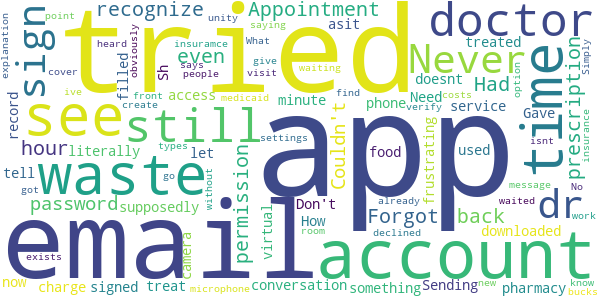 point
unity
saying
explanation
recognize
Appointment
doctor
heard
What
asit
says
insuramce
even
Never
treated
sign
tried
people
give
Sh
obviously
cover
visit
Had
doesnt
time
prescription
filled
ive
front
waiting
find
option
see
record
access
medicaid
costs
insurance
still
create
minute
phone
Need
service
Simply
hour
literally
Couldn't
verify
Gave
isnt
app
waste
let
permission
settings
food
used
frustrating
tell
types
message
No
go
without
account
got
password
supposedly
virtual
How
Don't
Forgot
already
dr
waited
work
room
back
declined
downloaded
email
exists
camera
conversation
something
Sending
new
know
now
charge
signed
treat
microphone
pharmacy
bucks